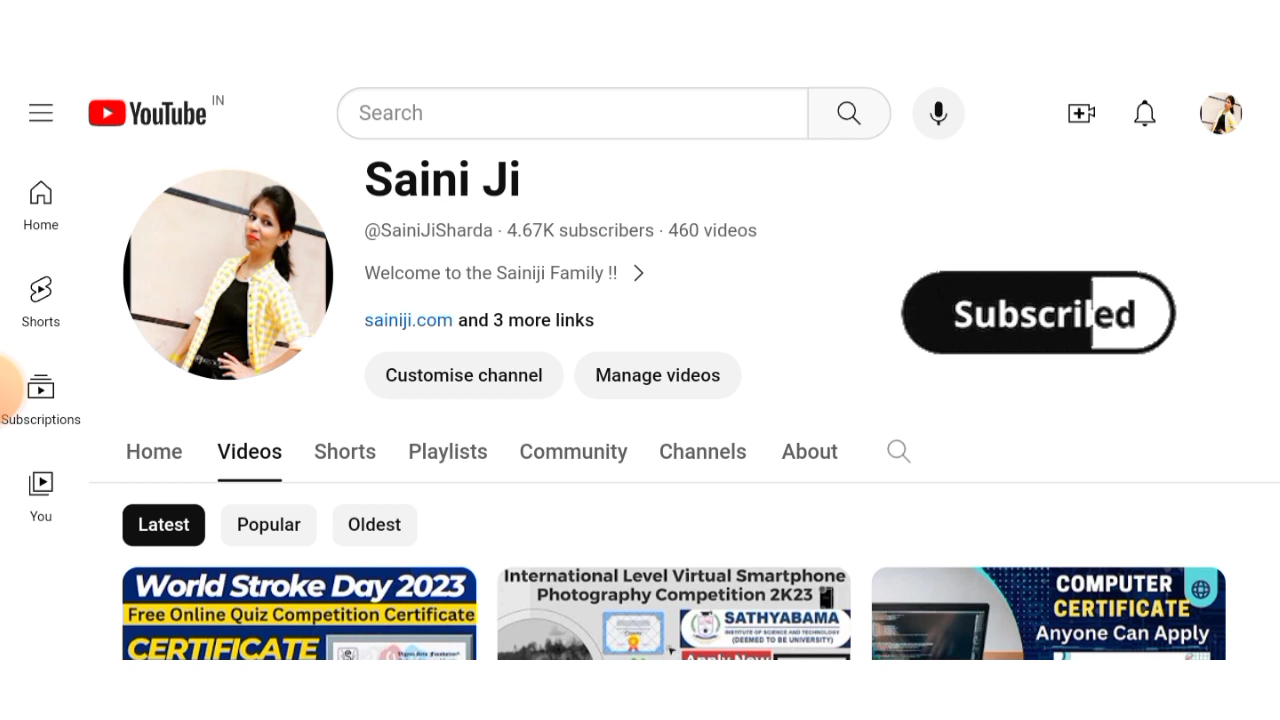 YouTube IN
Search
Home
Shorts
Subscriptions
You
Saini Ji
@SainiJiSharda · 4.67K subscribers · 460 videos
Welcome to the Sainiji Family !!
sainiji.com and 3 more links
Customise channel
Manage videos
Home Videos Shorts Playlists Community Channels About
Latest Popular Oldest
World Stroke Day 2023
Free Online Quiz Competition Certificate
CERTIFICATE
International Level Virtual Smartphone
Photography Competition 2K23
SATHYABAMA
INSTITUTE OF SCIENCE AND TECHNOLOGY
(DEEMED TO BE UNIVERSITY)
Apply Now
COMPUTER
CERTIFICATE
Anyone Can Apply